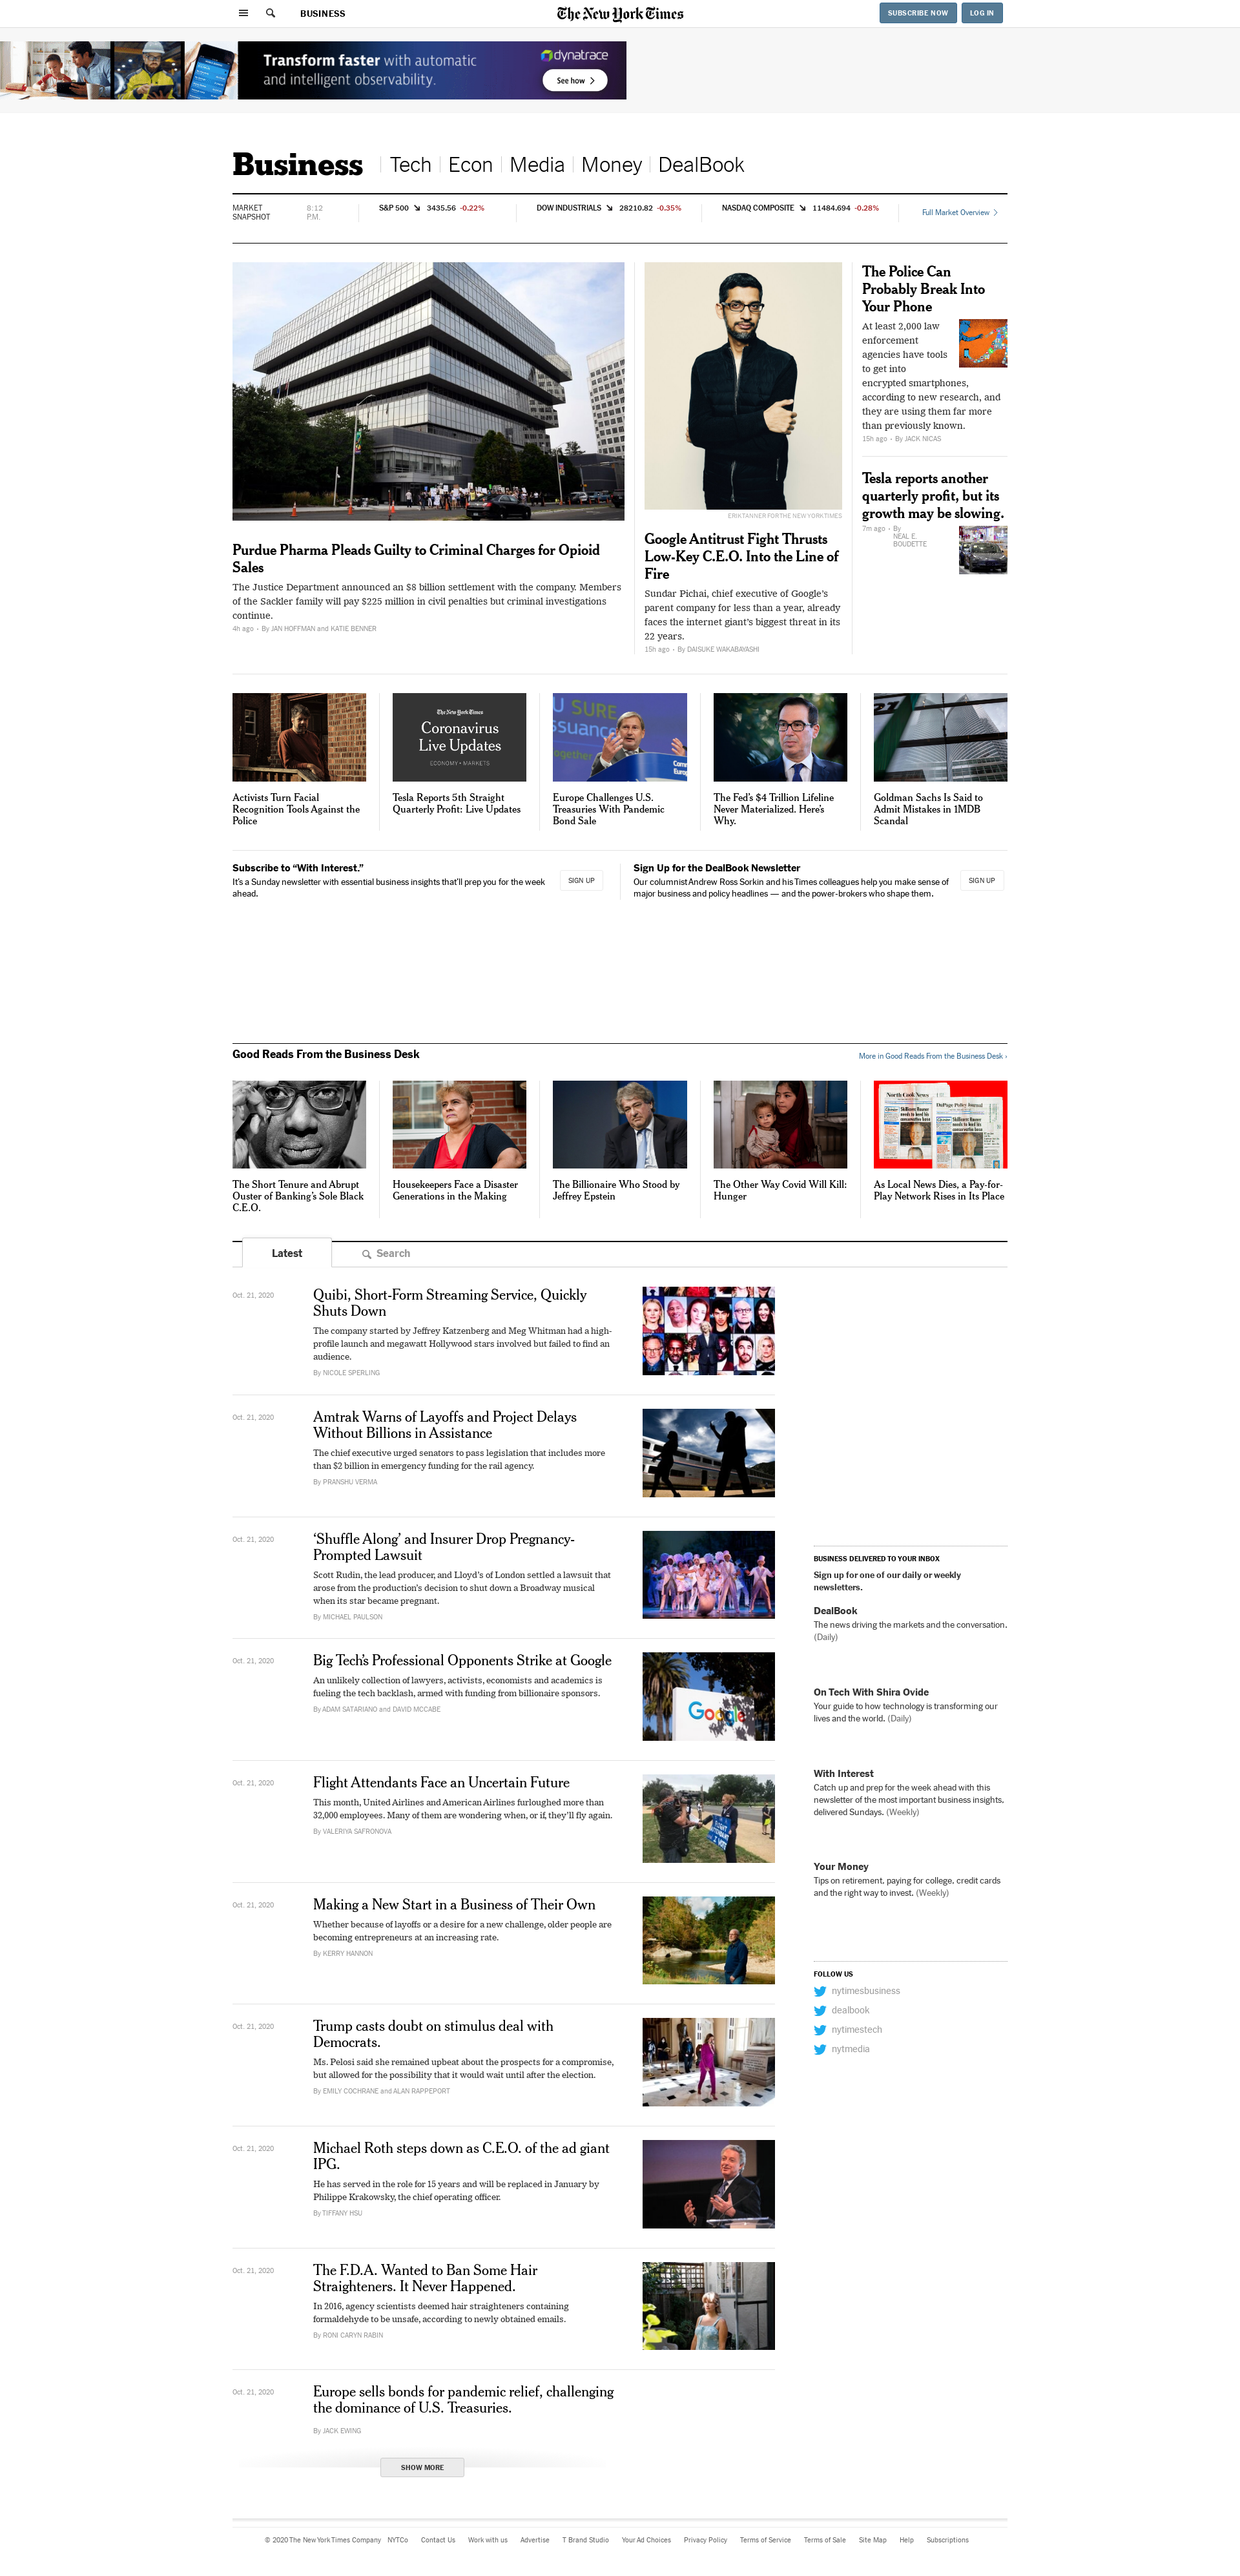 BUSINESS
The New York Times
SUBSCRIBE NOW
LOG IN
Transform faster with automatic
and intelligent observability.
dynatrace
See how
Business
Tech
Econ
Media
Money
DealBook
MARKET
SNAPSHOT
8:12
P.M.
S&P 500 3435.56 -0.22%
DOW INDUSTRIALS 28210.82 -0.35%
NASDAQ COMPOSITE 11484.694 -0.28%
Full Market Overview
Purdue Pharma Pleads Guilty to Criminal Charges for Opioid
Sales
The Justice Department announced an $8 billion settlement with the company. Members
of the Sackler family will pay $225 million in civil penalties but criminal investigations
continue.
4h ago • By JAN HOFFMAN and KATIE BENNER
ERIK TANNER FOR THE NEW YORK TIMES
Google Antitrust Fight Thrusts
Low-Key C.E.O. Into the Line of
Fire
Sundar Pichai, chief executive of Google's
parent company for less than a year, already
faces the internet giant's biggest threat in its
22 years.
15h ago • By DAISUKE WAKABAYASHI
The Police Can
Probably Break Into
Your Phone
At least 2,000 law
enforcement
agencies have tools
to get into
encrypted smartphones,
according to new research, and
they are using them far more
than previously known.
15h ago • By JACK NICAS
Tesla reports another
quarterly profit, but its
growth may be slowing.
7m ago • By
NEAL E.
BOUDETTE
The New York Times
Coronavirus
Live Updates
ECONOMY • MARKETS
Activists Turn Facial
Recognition Tools Against the
Police
Tesla Reports 5th Straight
Quarterly Profit: Live Updates
Europe Challenges U.S.
Treasuries With Pandemic
Bond Sale
The Fed's $4 Trillion Lifeline
Never Materialized. Here's
Why.
Goldman Sachs Is Said to
Admit Mistakes in 1MDB
Scandal
Subscribe to “With Interest.”
It's a Sunday newsletter with essential business insights that'll prep you for the week
ahead.
SIGN UP
Sign Up for the DealBook Newsletter
Our columnist Andrew Ross Sorkin and his Times colleagues help you make sense of
major business and policy headlines — and the power-brokers who shape them.
SIGN UP
Good Reads From the Business Desk
More in Good Reads From the Business Desk ›
The Short Tenure and Abrupt
Ouster of Banking's Sole Black
C.E.O.
Housekeepers Face a Disaster
Generations in the Making
The Billionaire Who Stood by
Jeffrey Epstein
The Other Way Covid Will Kill:
Hunger
North Cook News
DuPage Policy Journal
As Local News Dies, a Pay-for-
Play Network Rises in Its Place
Latest
Search
Oct. 21, 2020
Quibi, Short-Form Streaming Service, Quickly
Shuts Down
The company started by Jeffrey Katzenberg and Meg Whitman had a high-
profile launch and megawatt Hollywood stars involved but failed to find an
audience.
By NICOLE SPERLING
Oct. 21, 2020
Amtrak Warns of Layoffs and Project Delays
Without Billions in Assistance
The chief executive urged senators to pass legislation that includes more
than $2 billion in emergency funding for the rail agency.
By PRANSHU VERMA
Oct. 21, 2020
‘Shuffle Along’ and Insurer Drop Pregnancy-
Prompted Lawsuit
Scott Rudin, the lead producer, and Lloyd's of London settled a lawsuit that
arose from the production's decision to shut down a Broadway musical
when its star became pregnant.
By MICHAEL PAULSON
Oct. 21, 2020
Big Tech's Professional Opponents Strike at Google
An unlikely collection of lawyers, activists, economists and academics is
fueling the tech backlash, armed with funding from billionaire sponsors.
By ADAM SATARIANO and DAVID MCCABE
Google
Oct. 21, 2020
Flight Attendants Face an Uncertain Future
This month, United Airlines and American Airlines furloughed more than
32,000 employees. Many of them are wondering when, or if, they'll fly again.
By VALERIYA SAFRONOVA
Oct. 21, 2020
Making a New Start in a Business of Their Own
Whether because of layoffs or a desire for a new challenge, older people are
becoming entrepreneurs at an increasing rate.
By KERRY HANNON
Oct. 21, 2020
Trump casts doubt on stimulus deal with
Democrats.
Ms. Pelosi said she remained upbeat about the prospects for a compromise,
but allowed for the possibility that it would wait until after the election.
By EMILY COCHRANE and ALAN RAPPEPORT
Oct. 21, 2020
Michael Roth steps down as C.E.O. of the ad giant
IPG.
He has served in the role for 15 years and will be replaced in January by
Philippe Krakowsky, the chief operating officer.
By TIFFANY HSU
Oct. 21, 2020
The F.D.A. Wanted to Ban Some Hair
Straighteners. It Never Happened.
In 2016, agency scientists deemed hair straighteners containing
formaldehyde to be unsafe, according to newly obtained emails.
By RONI CARYN RABIN
Oct. 21, 2020
Europe sells bonds for pandemic relief, challenging
the dominance of U.S. Treasuries.
By JACK EWING
SHOW MORE
BUSINESS DELIVERED TO YOUR INBOX
Sign up for one of our daily or weekly
newsletters.
DealBook
The news driving the markets and the conversation.
(Daily)
On Tech With Shira Ovide
Your guide to how technology is transforming our
lives and the world. (Daily)
With Interest
Catch up and prep for the week ahead with this
newsletter of the most important business insights,
delivered Sundays. (Weekly)
Your Money
Tips on retirement, paying for college, credit cards
and the right way to invest. (Weekly)
FOLLOW US
nytimesbusiness
dealbook
nytimestech
nytmedia
© 2020 The New York Times Company NYTCo Contact Us Work with us Advertise T Brand Studio Your Ad Choices Privacy Policy Terms of Service Terms of Sale Site Map Help Subscriptions